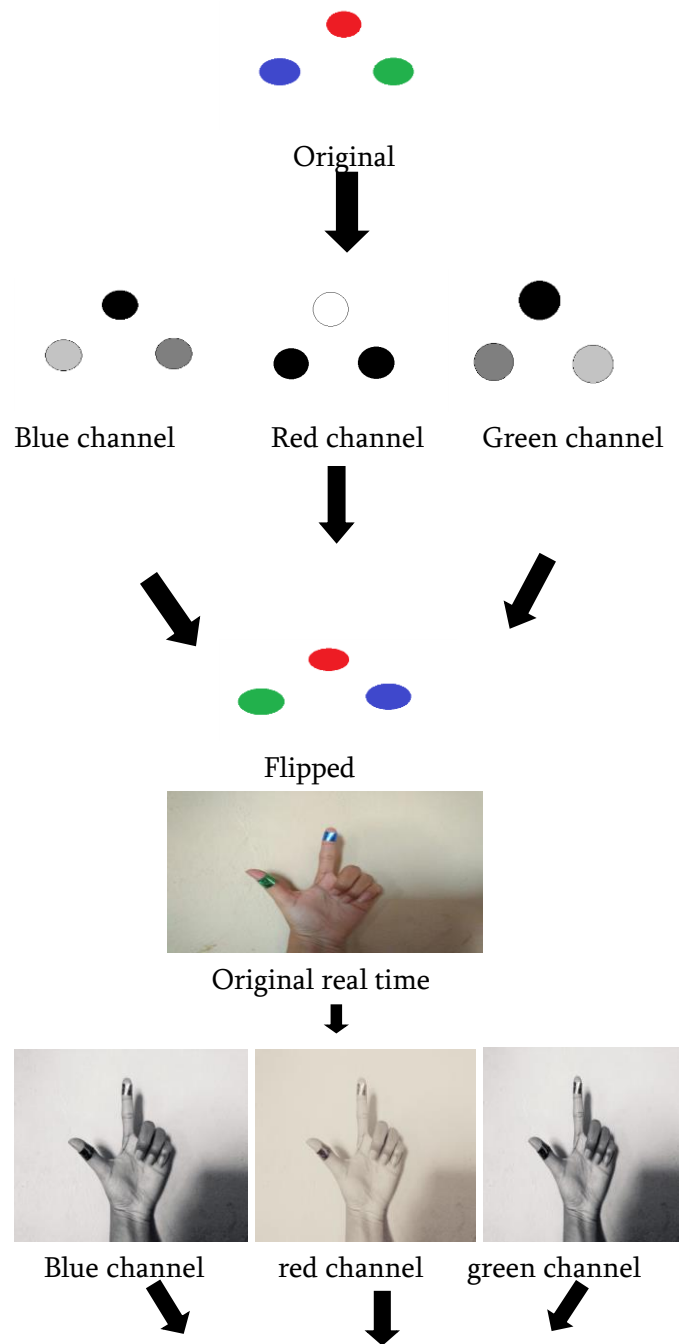 Original
Blue channel Red channel Green channel
Flipped
Original real time
Blue channel red channel green channel